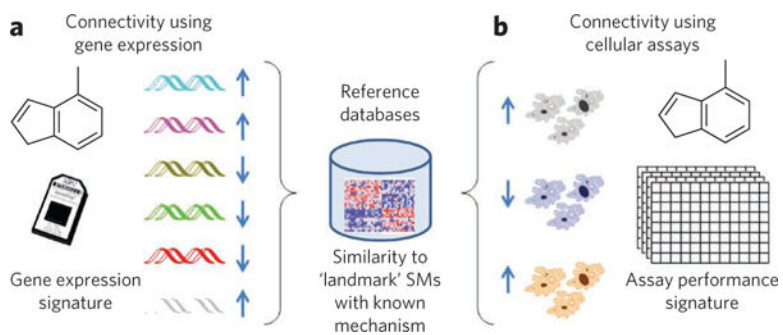 a
Connectivity using
gene expression
Gene expression
signature
Reference
databases
Similarity to
'landmark' SMs
with known
mechanism
b
Connectivity using
cellular assays
Assay performance
signature